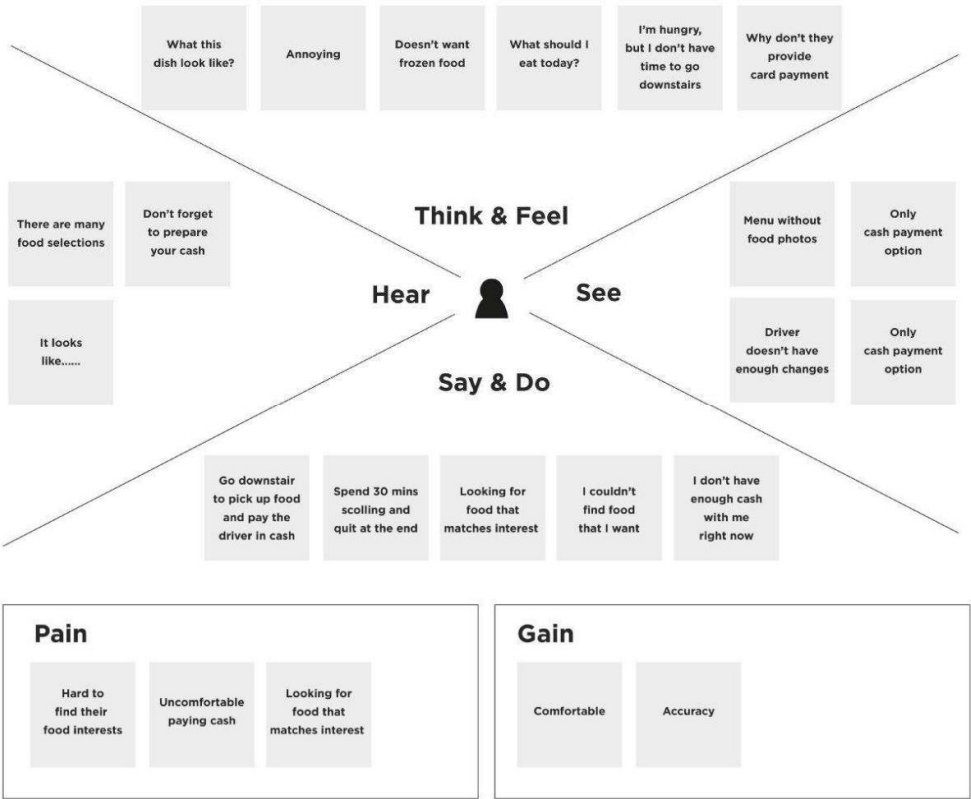 What this
dish look like?
Annoying
Doesn't want
frozen food
What should I
eat today?
I'm hungry,
but I don't have
time to go
downstairs
Why don't they
provide
card payment
Think & Feel
There are many
food selections
Don't forget
to prepare
your cash
It looks
like......
Hear
See
Menu without
food photos
Only
cash payment
option
Driver
doesn't have
enough changes
Only
cash payment
option
Say & Do
Go downstair
to pick up food
and pay the
driver in cash
Spend 30 mins
scolling and
quit at the end
Looking for
food that
matches interest
I couldn't
find food
that I want
I don't have
enough cash
with me
right now
Pain
Hard to
find their
food interests
Uncomfortable
paying cash
Looking for
food that
matches interest
Gain
Comfortable
Accuracy